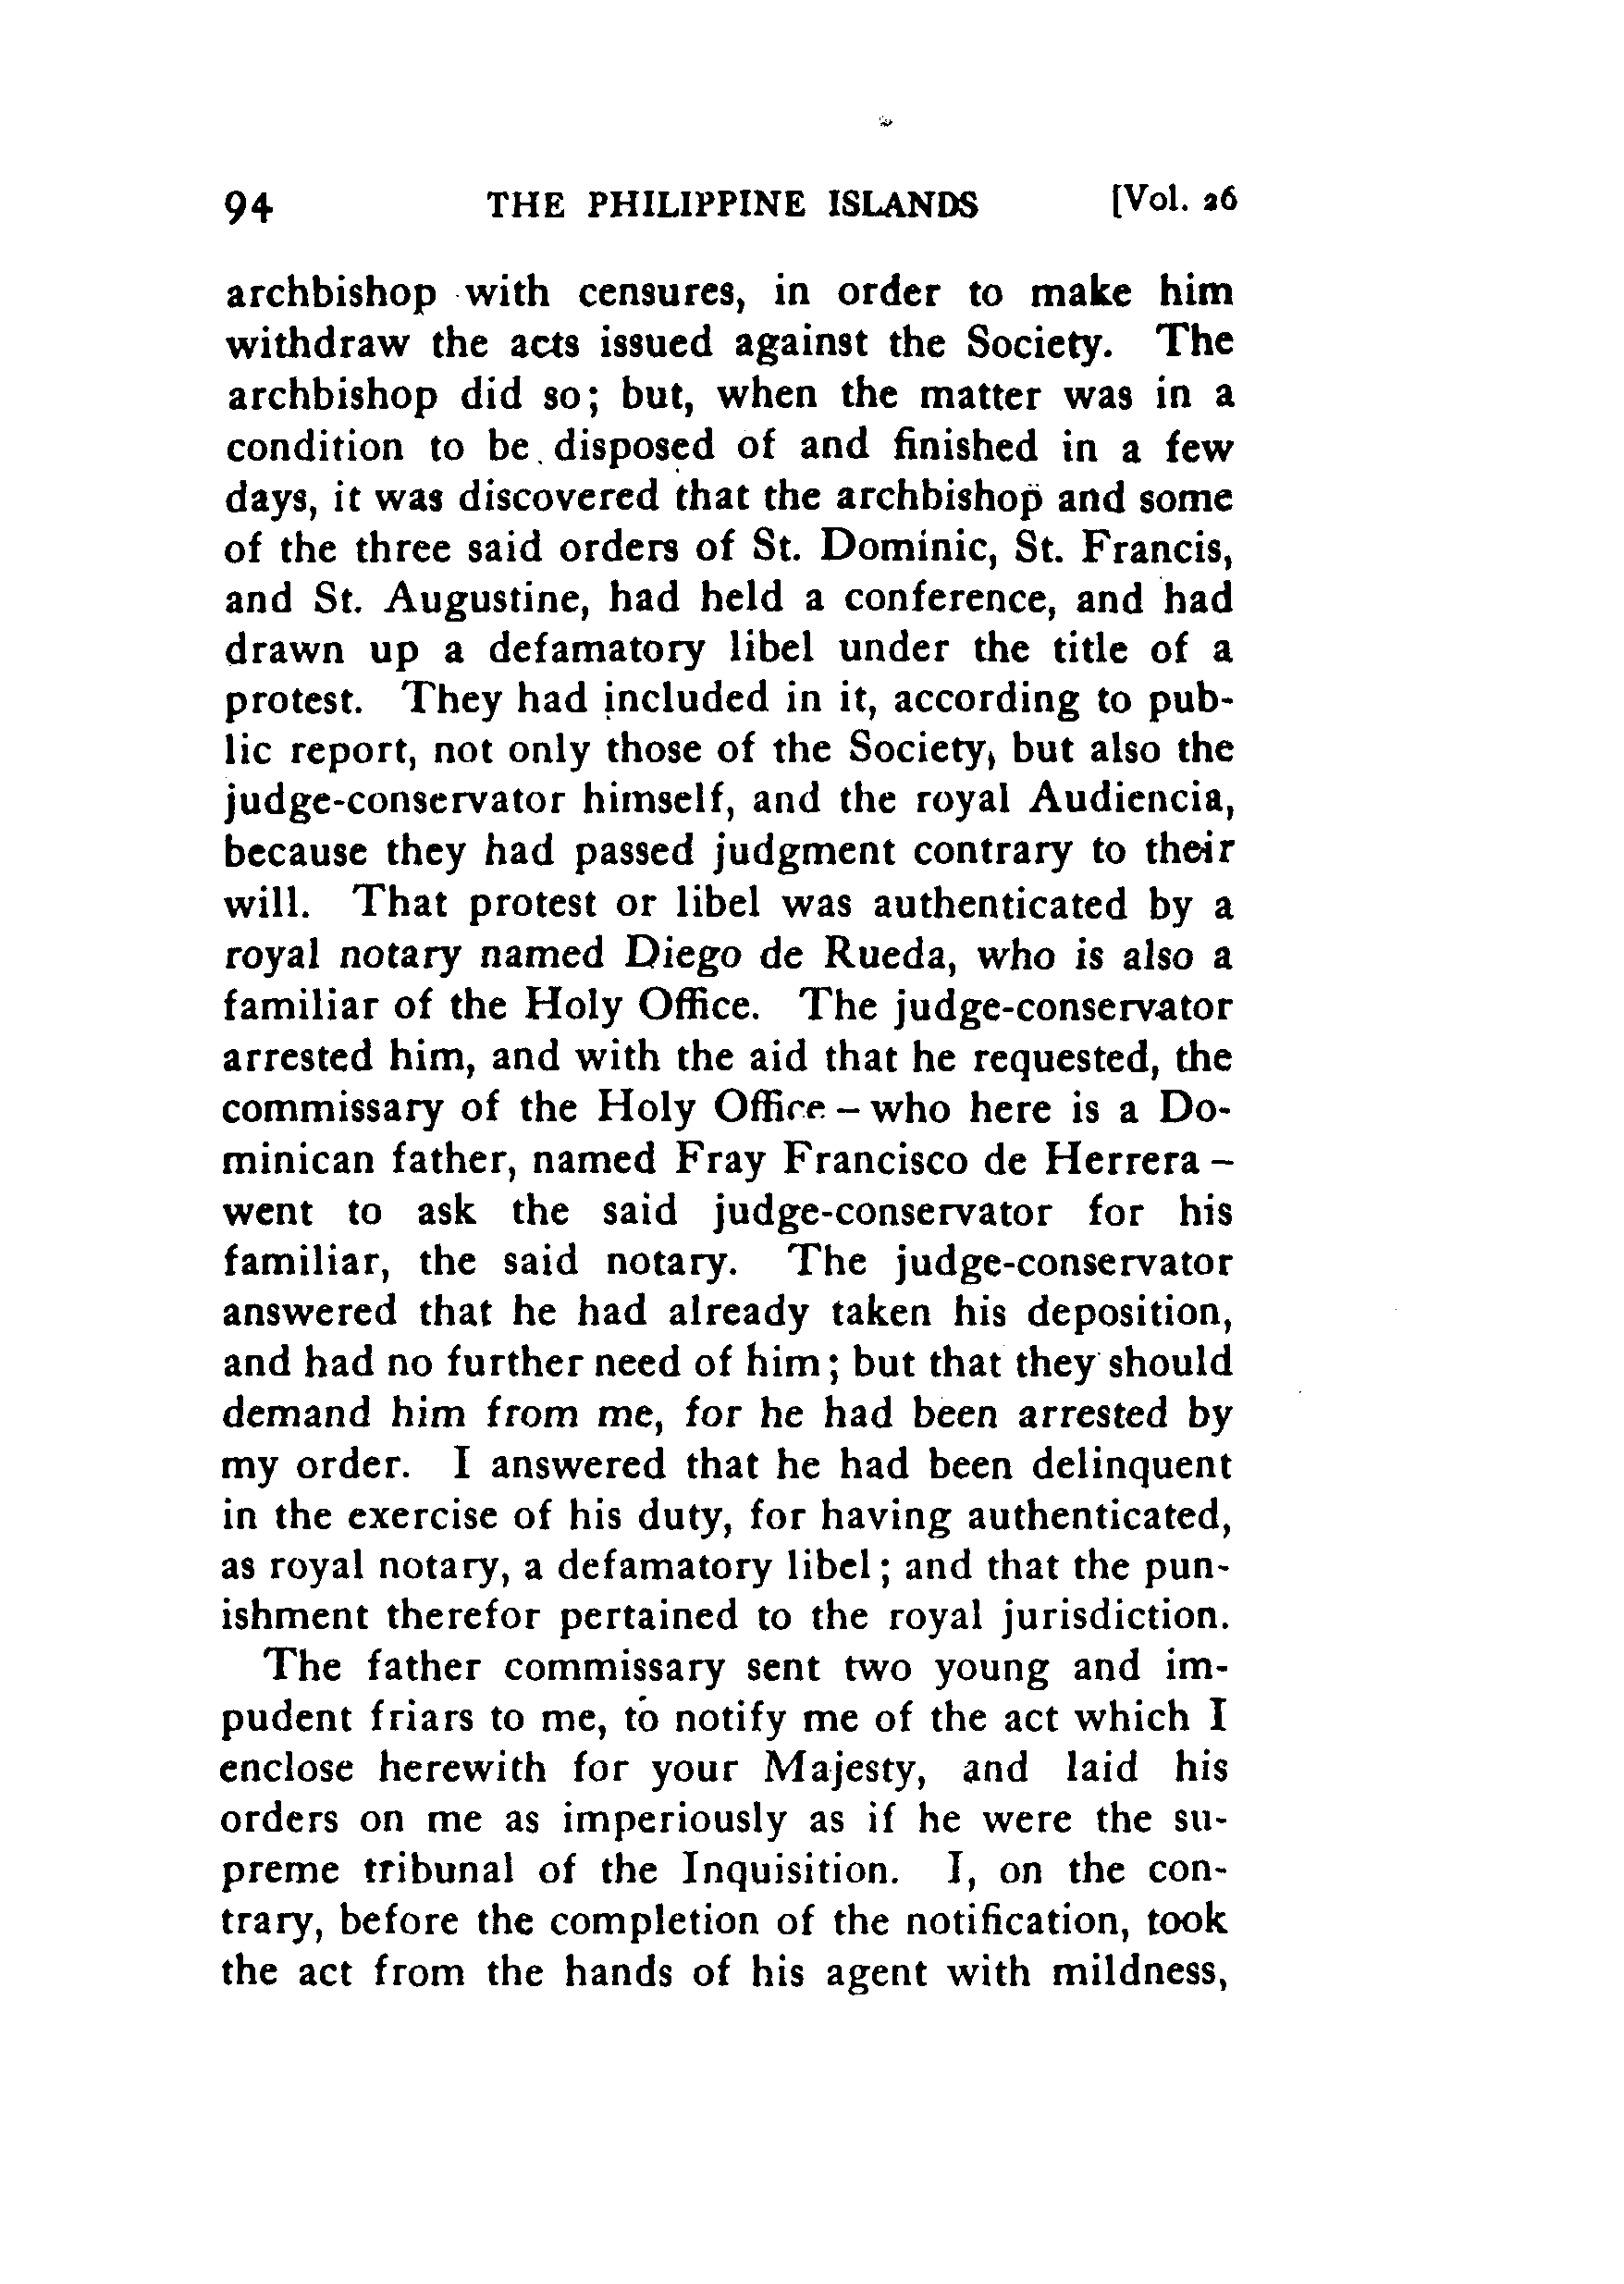 94 THE PHILIPPINE ISLANDS [Vol. 26
archbishop with censures, in order to make him
withdraw the acts issued against the Society. The
archbishop did so; but, when the matter was in a
condition to be disposed of and finished in a few
days, it was discovered that the archbishop and some
of the three said orders of St. Dominic, St. Francis,
and St. Augustine, had held a conference, and had
drawn up a defamatory libel under the title of a
protest. They had included in it, according to pub-
lic report, not only those of the Society, but also the
judge-conservator himself, and the royal Audiencia,
because they had passed judgment contrary to their
will. That protest or libel was authenticated by a
royal notary named Diego de Rueda, who is also a
familiar of the Holy Office. The judge-conservator
arrested him, and with the aid that he requested, the
commissary of the Holy Office – who here is a Do-
minican father, named Fray Francisco de Herrera –
went to ask the said judge-conservator for his
familiar, the said notary. The judge-conservator
answered that he had already taken his deposition,
and had no further need of him; but that they should
demand him from me, for he had been arrested by
my order. I answered that he had been delinquent
in the exercise of his duty, for having authenticated,
as royal notary, a defamatory libel; and that the pun-
ishment therefor pertained to the royal jurisdiction.
The father commissary sent two young and im-
pudent friars to me, to notify me of the act which I
enclose herewith for your Majesty, and laid his
orders on me as imperiously as if he were the su-
preme tribunal of the Inquisition. I, on the con-
trary, before the completion of the notification, took
the act from the hands of his agent with mildness,